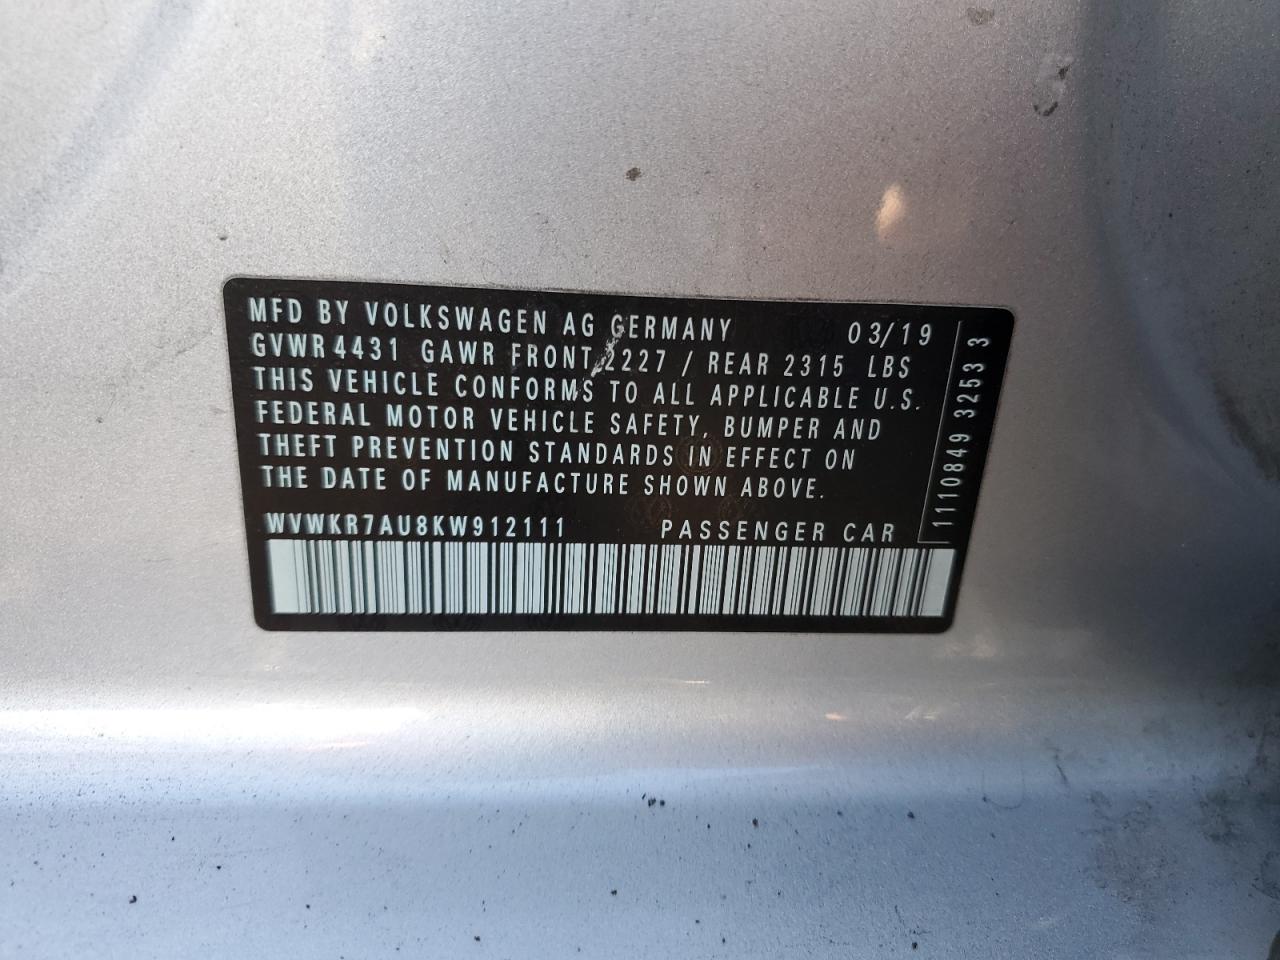 MFD BY VOLKSWAGEN AG GERMANY 03/19
GVWR 4431 GAWR FRONT 2227 / REAR 2315 LBS
THIS VEHICLE CONFORMS TO ALL APPLICABLE U.S.
FEDERAL MOTOR VEHICLE SAFETY, BUMPER AND
THEFT PREVENTION STANDARDS IN EFFECT ON
THE DATE OF MANUFACTURE SHOWN ABOVE.
WVWKR7AU8KW912111 PASSENGER CAR
1110849 3253 3